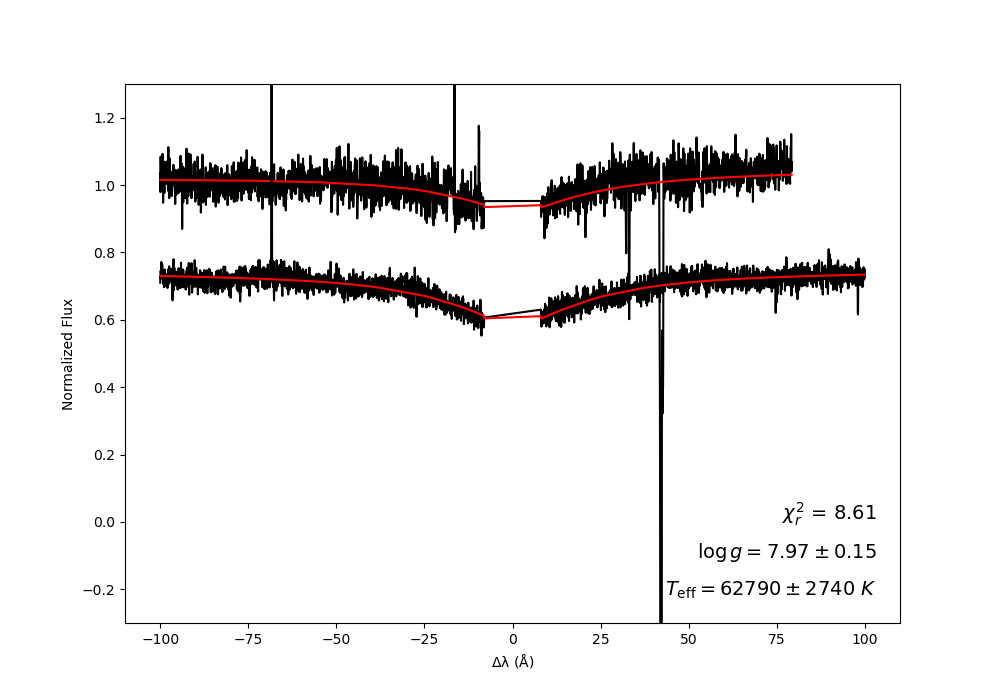 1.2
1.0
0.8
0.6
0.4
0.2
0.0
−0.2
Normalized Flux
χ²ᵣ = 8.61
log g = 7.97 ± 0.15
T_eff = 62790 ± 2740 K
−100 −75 −50 −25 0 25 50 75 100
Δλ (Å)